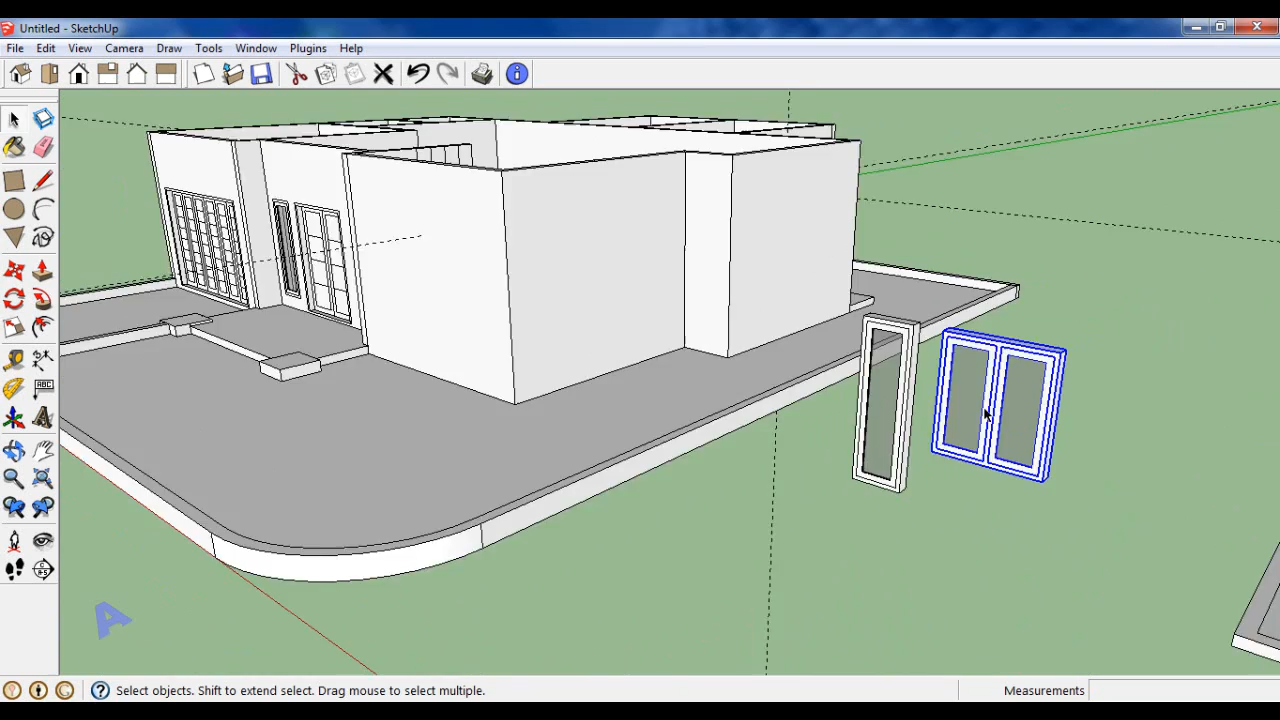 Untitled - SketchUp
File Edit View Camera Draw Tools Window Plugins Help
ABC
A
Select objects. Shift to extend select. Drag mouse to select multiple.
Measurements